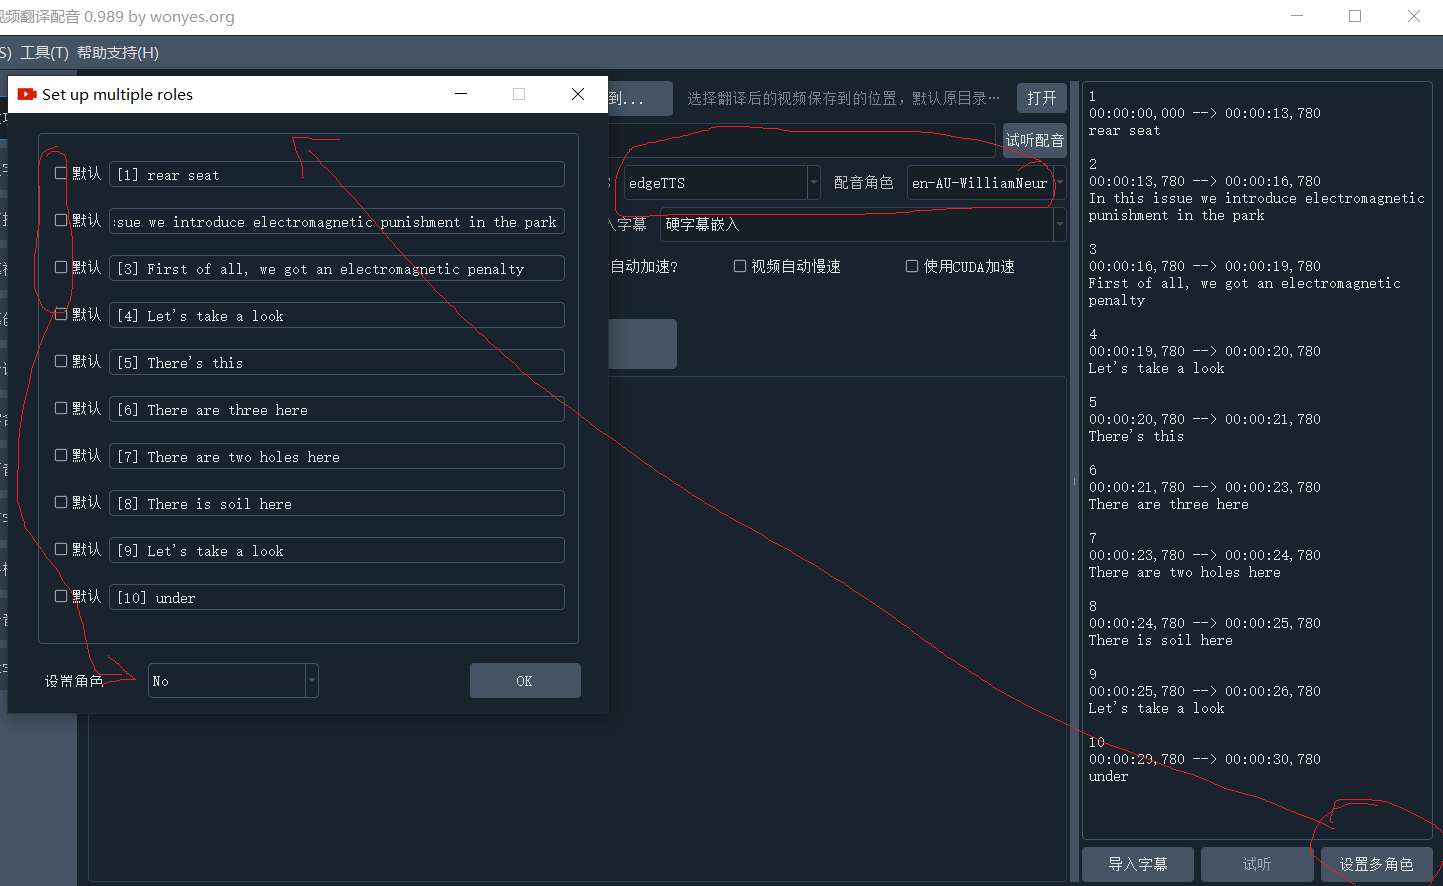 视频翻译配音 0.989 by wonyes.org
S) 工具(T) 帮助支持(H)
Set up multiple roles
默认 [1] rear seat
默认 sue we introduce electromagnetic punishment in the park
默认 [3] First of all, we got an electromagnetic penalty
默认 [4] Let's take a look
默认 [5] There's this
默认 [6] There are three here
默认 [7] There are two holes here
默认 [8] There is soil here
默认 [9] Let's take a look
默认 [10] under
设置角色 No OK
到... 选择翻译后的视频保存到的位置，默认原目录… 打开
试听配音
edgeTTS 配音角色 en-AU-WilliamNeur
字幕 硬字幕嵌入
自动加速? 视频自动慢速 使用CUDA加速
1
00:00:00,000 --> 00:00:13,780
rear seat
2
00:00:13,780 --> 00:00:16,780
In this issue we introduce electromagnetic
punishment in the park
3
00:00:16,780 --> 00:00:19,780
First of all, we got an electromagnetic
penalty
4
00:00:19,780 --> 00:00:20,780
Let's take a look
5
00:00:20,780 --> 00:00:21,780
There's this
6
00:00:21,780 --> 00:00:23,780
There are three here
7
00:00:23,780 --> 00:00:24,780
There are two holes here
8
00:00:24,780 --> 00:00:25,780
There is soil here
9
00:00:25,780 --> 00:00:26,780
Let's take a look
10
00:00:29,780 --> 00:00:30,780
under
导入字幕 试听 设置多角色